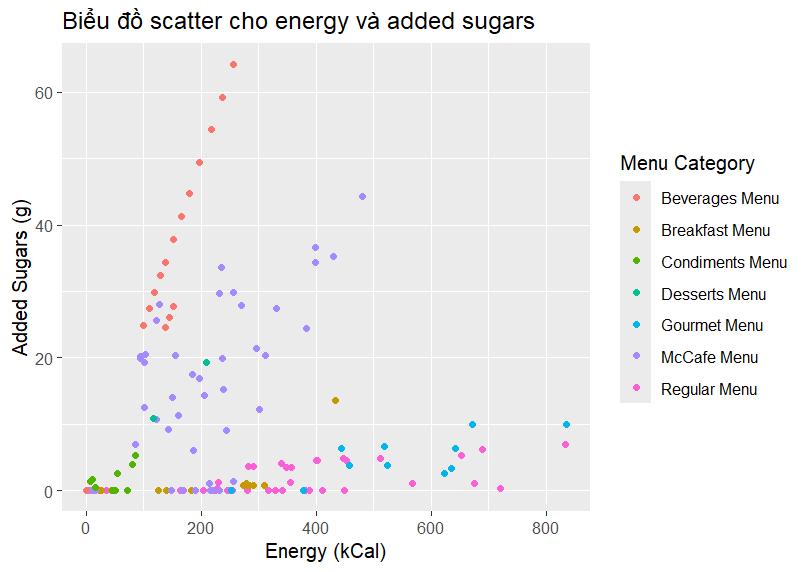 Biểu đồ scatter cho energy và added sugars
Added Sugars (g)
60
40
20
0
0 200 400 600 800
Energy (kCal)
Menu Category
Beverages Menu
Breakfast Menu
Condiments Menu
Desserts Menu
Gourmet Menu
McCafe Menu
Regular Menu